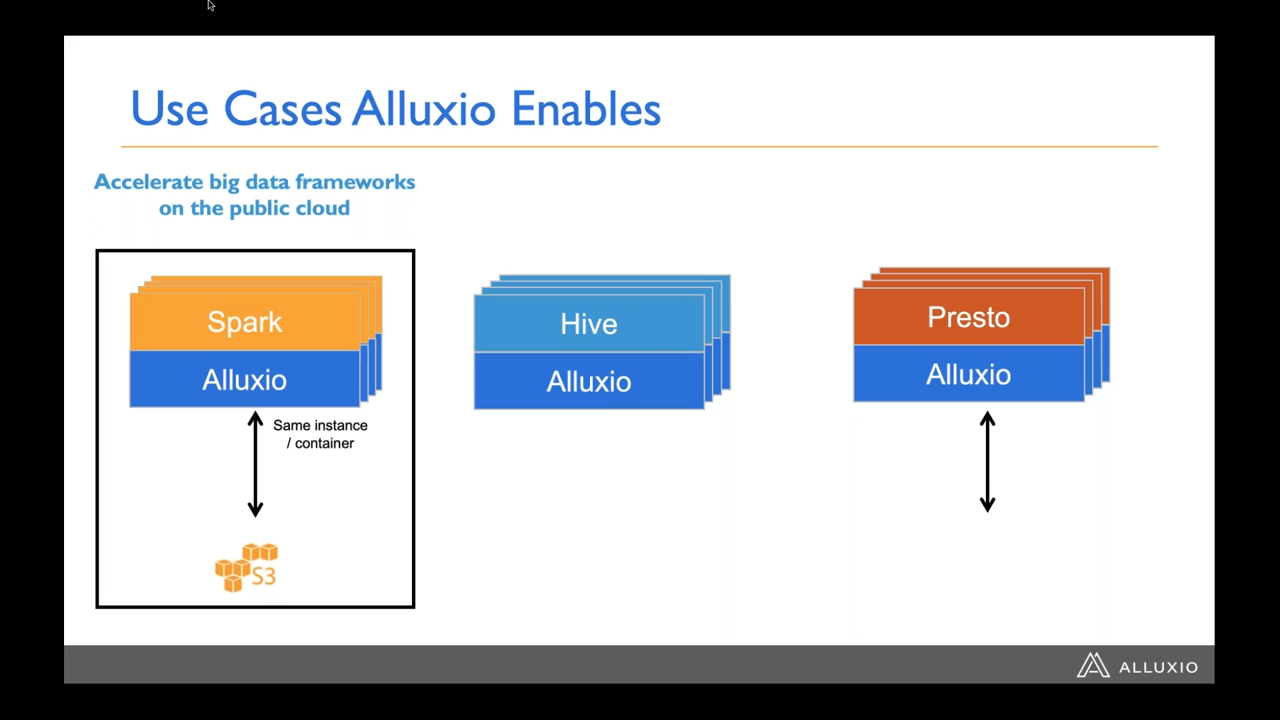 Use Cases Alluxio Enables
Accelerate big data frameworks
on the public cloud
Spark
Alluxio
Same instance
/ container
S3
Hive
Alluxio
Presto
Alluxio
ALLUXIO